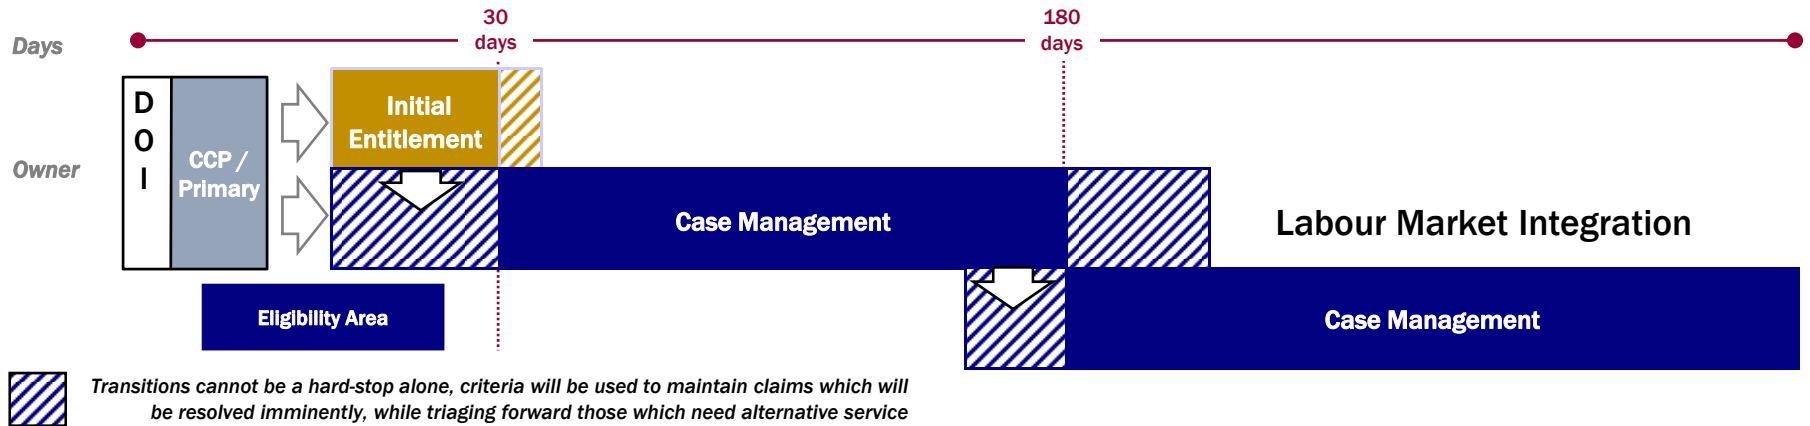 30
days
180
days
Days
D
O
I
CCP /
Primary
Initial
Entitlement
Owner
Case Management
Labour Market Integration
Eligibility Area
Case Management
Transitions cannot be a hard-stop alone, criteria will be used to maintain claims which will
be resolved imminently, while triaging forward those which need alternative service